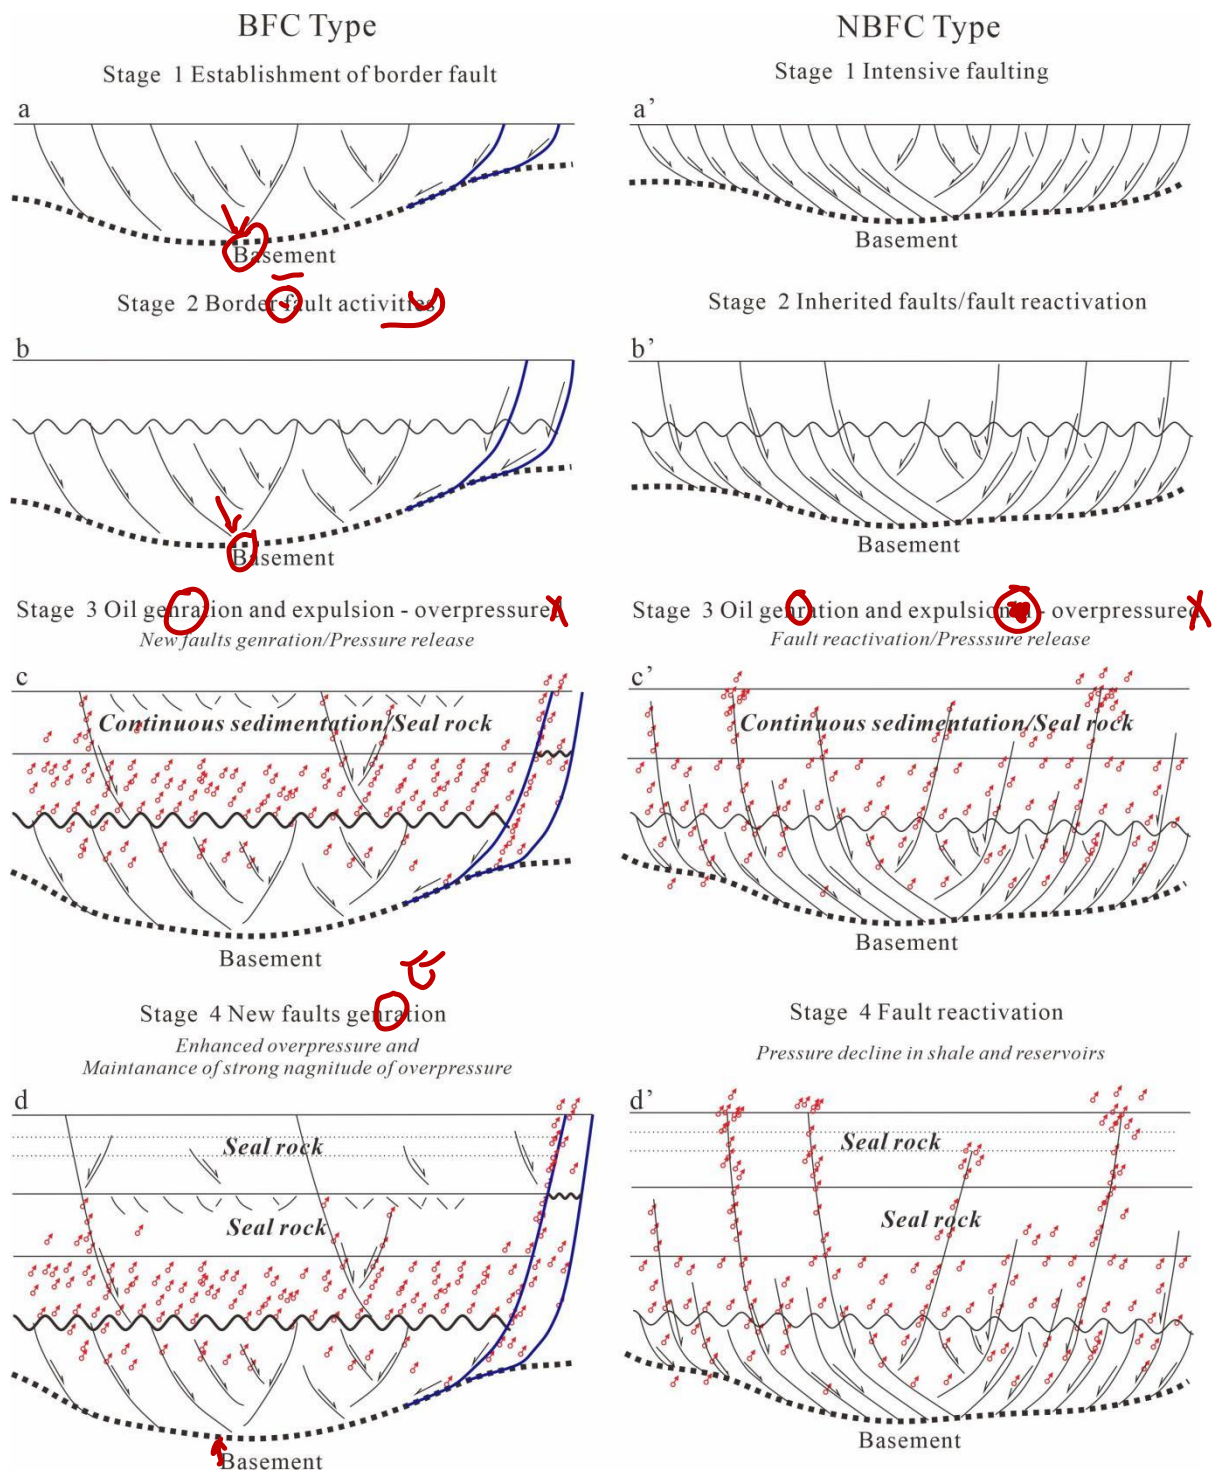 BFC Type
Stage 1 Establishment of border fault
a
Basement
Stage 2 Border fault activities
b
Basement
Stage 3 Oil genration and expulsion - overpressured
New faults genration/Pressure release
c
Continuous sedimentation/Seal rock
Basement
Stage 4 New faults genration
Enhanced overpressure and
Maintanance of strong nagnitude of overpressure
d
Seal rock
Seal rock
Basement
NBFC Type
Stage 1 Intensive faulting
a'
Basement
Stage 2 Inherited faults/fault reactivation
b'
Basement
Stage 3 Oil genration and expulsion - overpressured
Fault reactivation/Presssure release
c'
Continuous sedimentation/Seal rock
Basement
Stage 4 Fault reactivation
Pressure decline in shale and reservoirs
d'
Seal rock
Seal rock
Basement